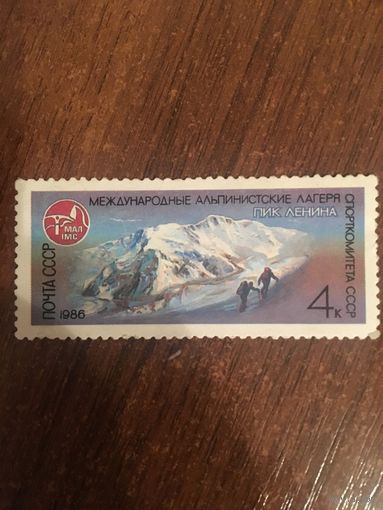 МАЛ
IMC
МЕЖДУНАРОДНЫЕ АЛЬПИНИСТСКИЕ ЛАГЕРЯ
СПОРТКОМИТЕТА СССР
ПИК ЛЕНИНА
ПОЧТА СССР
1986
4к